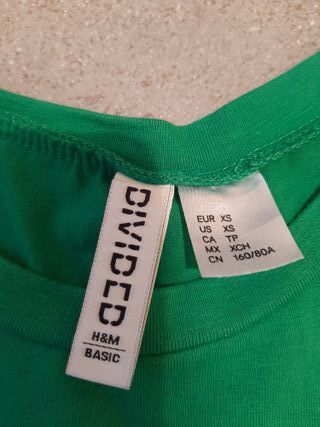 DIVIDED
H&M
BASIC
EUR XS
US XS
CA TP
MX XCH
CN 160/80A